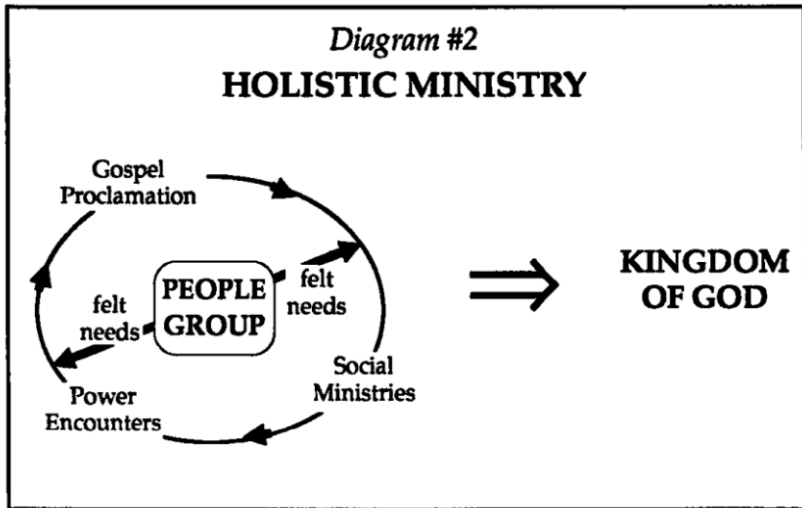 Diagram #2
HOLISTIC MINISTRY
Gospel
Proclamation
felt
needs
PEOPLE
GROUP
felt
needs
Social
Ministries
Power
Encounters
KINGDOM
OF GOD